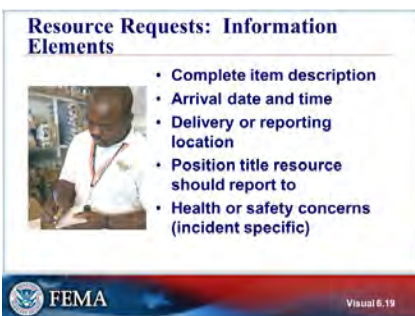 Resource Requests: Information
Elements
• Complete item description
• Arrival date and time
• Delivery or reporting
location
• Position title resource
should report to
• Health or safety concerns
(incident specific)
FEMA
Visual 6.19